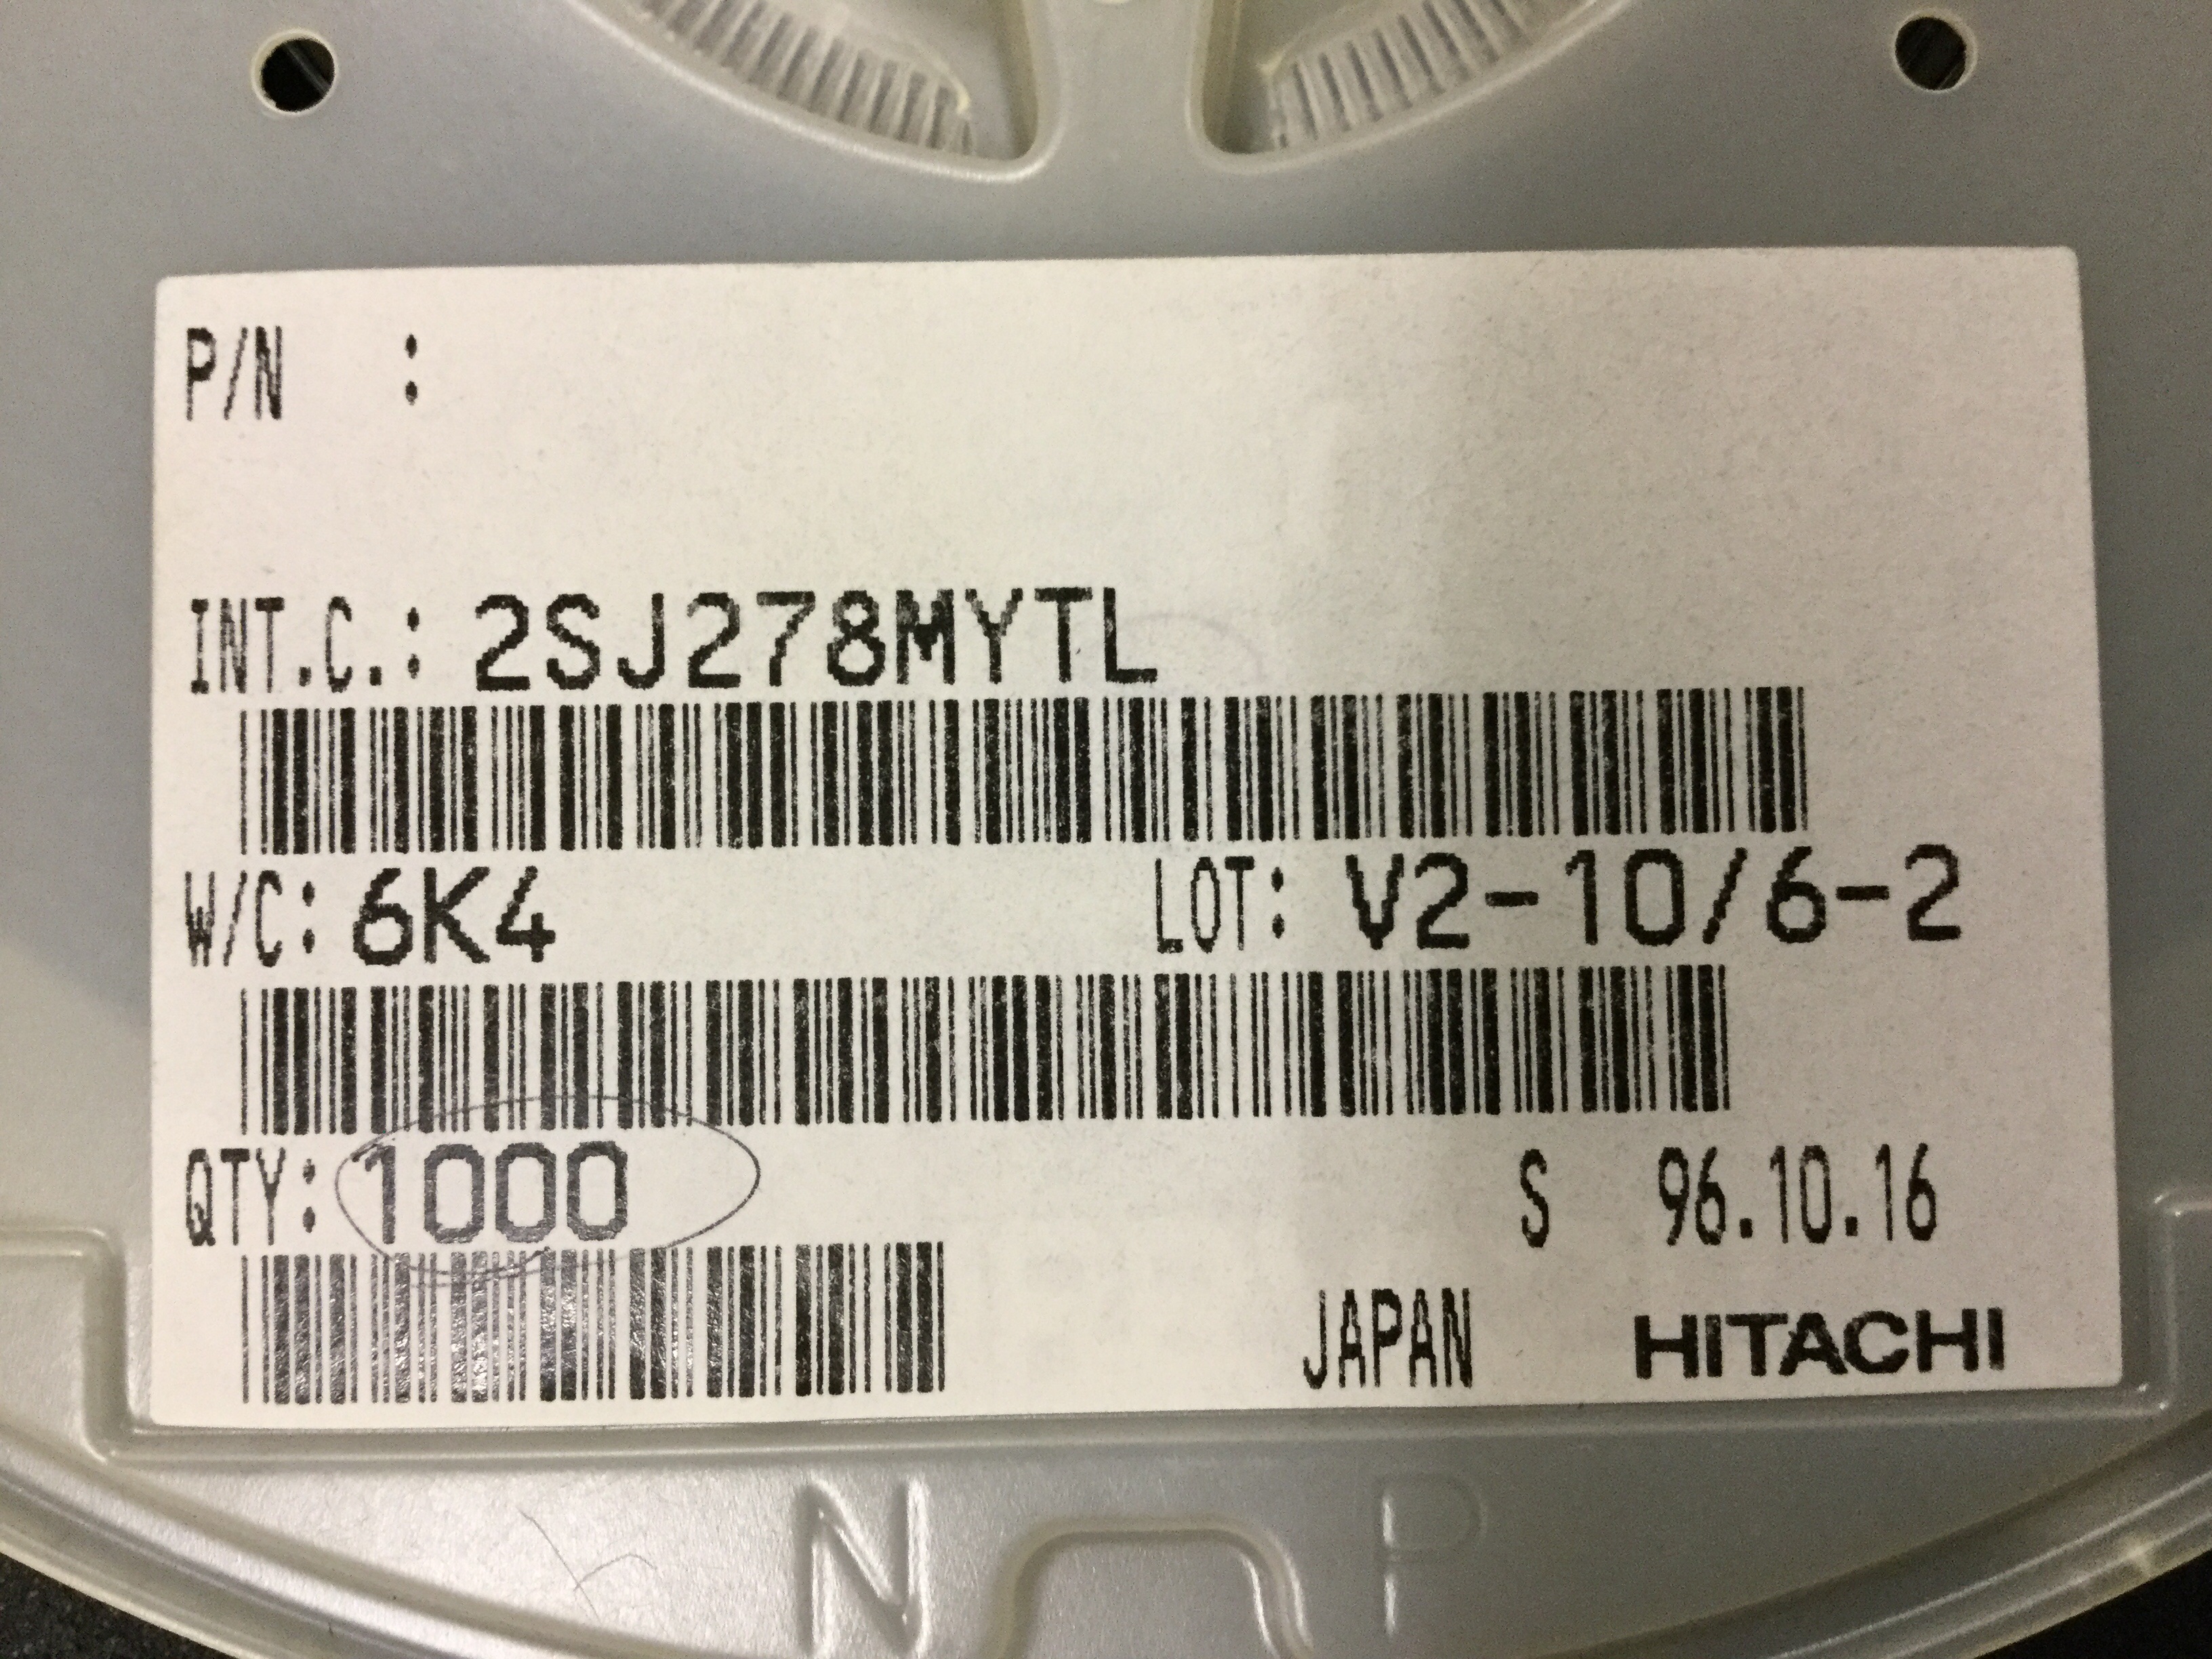 P/N :
INT.C.: 2SJ278MYTL
W/C: 6K4 LOT: V2-10/6-2
QTY: 1000 S 96.10.16
JAPAN HITACHI
N P